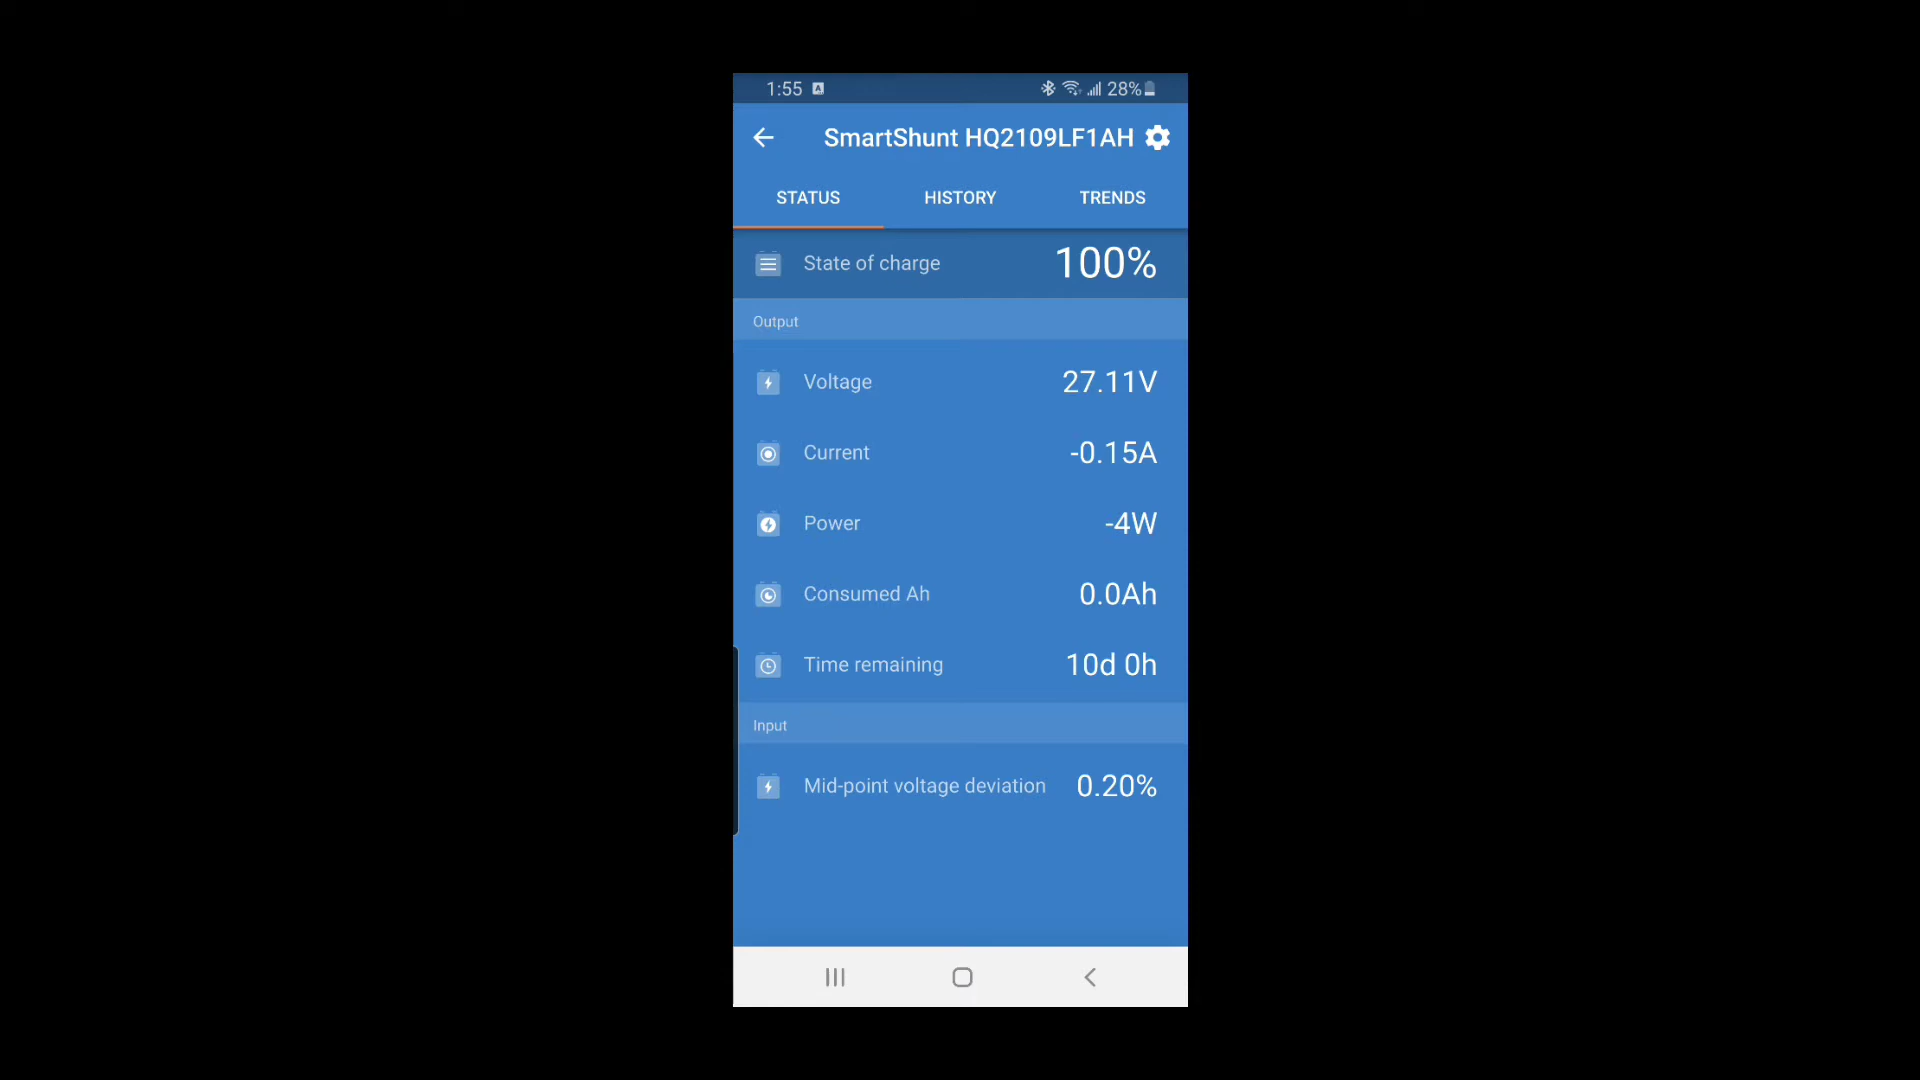 1:55 28%
SmartShunt HQ2109LF1AH
STATUS HISTORY TRENDS
State of charge 100%
Output
Voltage 27.11V
Current -0.15A
Power -4W
Consumed Ah 0.0Ah
Time remaining 10d 0h
Input
Mid-point voltage deviation 0.20%